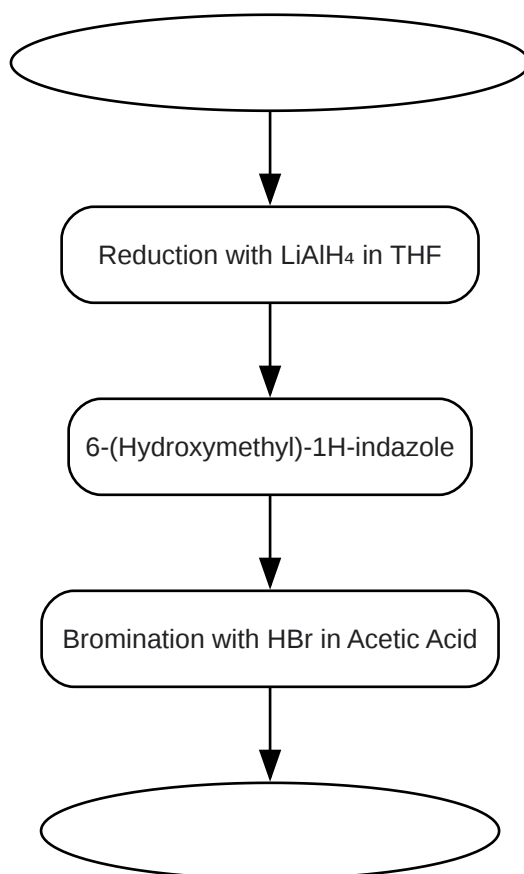 Reduction with LiAlH₄ in THF
6-(Hydroxymethyl)-1H-indazole
Bromination with HBr in Acetic Acid